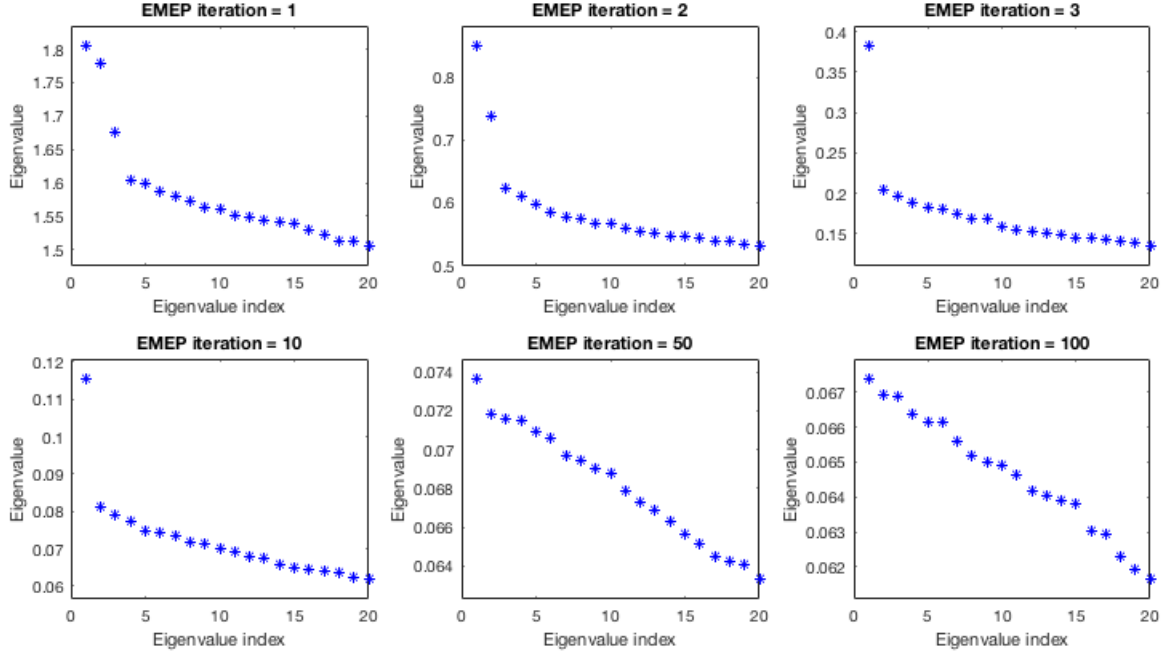 EMEP iteration = 1
1.8
1.75
1.7
1.65
1.6
1.55
1.5
Eigenvalue
0 5 10 15 20
Eigenvalue index
EMEP iteration = 2
0.8
0.7
0.6
0.5
Eigenvalue
0 5 10 15 20
Eigenvalue index
EMEP iteration = 3
0.4
0.35
0.3
0.25
0.2
0.15
Eigenvalue
0 5 10 15 20
Eigenvalue index
EMEP iteration = 10
0.12
0.11
0.1
0.09
0.08
0.07
0.06
Eigenvalue
0 5 10 15 20
Eigenvalue index
EMEP iteration = 50
0.074
0.072
0.07
0.068
0.066
0.064
Eigenvalue
0 5 10 15 20
Eigenvalue index
EMEP iteration = 100
0.067
0.066
0.065
0.064
0.063
0.062
Eigenvalue
0 5 10 15 20
Eigenvalue index